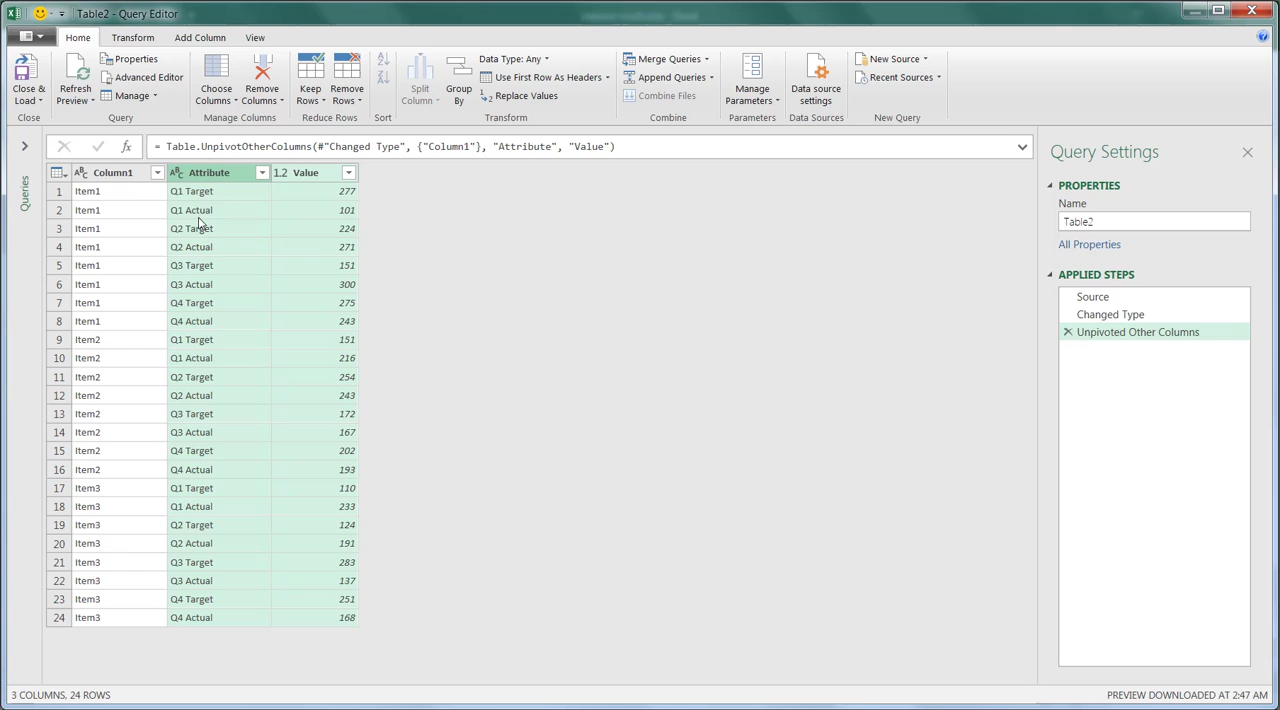 Table2 - Query Editor
Home Transform Add Column View
Close & Load
Refresh Preview
Properties
Advanced Editor
Manage
Choose Columns
Remove Columns
Keep Rows
Remove Rows
Split Column
Group By
Data Type: Any
Use First Row As Headers
Replace Values
Merge Queries
Append Queries
Combine Files
Manage Parameters
Data source settings
New Source
Recent Sources
Close Query Manage Columns Reduce Rows Sort Transform Combine Parameters Data Sources New Query
= Table.UnpivotOtherColumns(#"Changed Type", {"Column1"}, "Attribute", "Value")
Queries
Column1 Attribute 1.2 Value
1 Item1 Q1 Target 277
2 Item1 Q1 Actual 101
3 Item1 Q2 Target 224
4 Item1 Q2 Actual 271
5 Item1 Q3 Target 151
6 Item1 Q3 Actual 300
7 Item1 Q4 Target 275
8 Item1 Q4 Actual 243
9 Item2 Q1 Target 151
10 Item2 Q1 Actual 216
11 Item2 Q2 Target 254
12 Item2 Q2 Actual 243
13 Item2 Q3 Target 172
14 Item2 Q3 Actual 167
15 Item2 Q4 Target 202
16 Item2 Q4 Actual 193
17 Item3 Q1 Target 110
18 Item3 Q1 Actual 233
19 Item3 Q2 Target 124
20 Item3 Q2 Actual 191
21 Item3 Q3 Target 283
22 Item3 Q3 Actual 137
23 Item3 Q4 Target 251
24 Item3 Q4 Actual 168
Query Settings
PROPERTIES
Name
Table2
All Properties
APPLIED STEPS
Source
Changed Type
Unpivoted Other Columns
3 COLUMNS, 24 ROWS
PREVIEW DOWNLOADED AT 2:47 AM